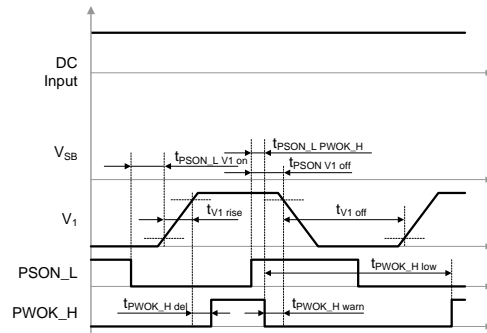 DC
Input
VSB
tPSON_L PWOK_H
tPSON_L V1 on
tPSON V1 off
V1
tV1 rise
tV1 off
PSON_L
tPWOK_H low
PWOK_H
tPWOK_H del
tPWOK_H warn